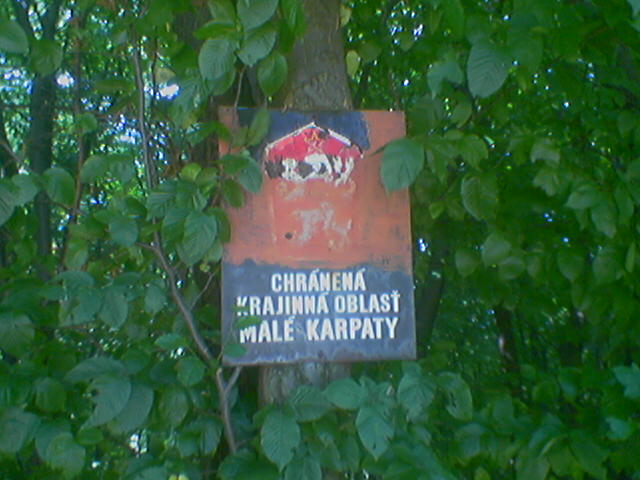 CHRÁNENÁ
KRAJINNÁ OBLASŤ
MALÉ KARPATY